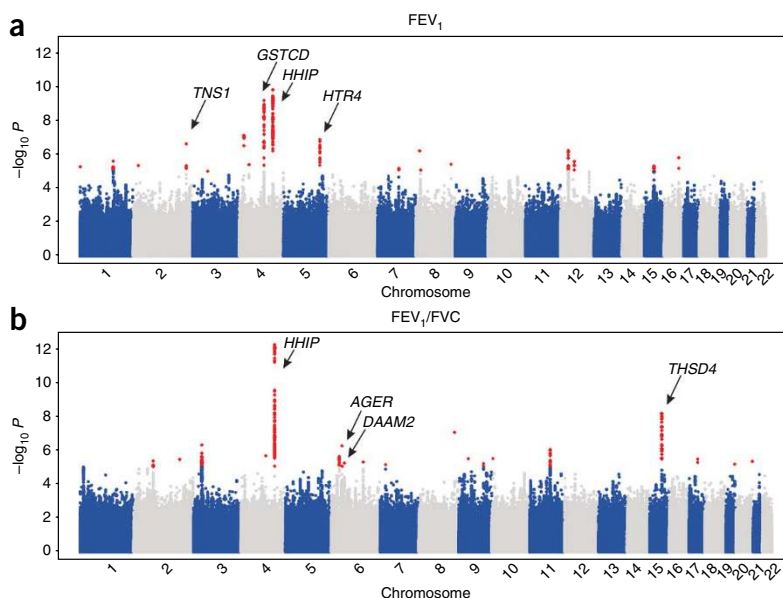 a
FEV1
12
10
8
6
4
2
0
−log10 P
TNS1
GSTCD
HHIP
HTR4
1 2 3 4 5 6 7 8 9 10 11 12 13 14 15 16 17 18 19 20 21 22
Chromosome
b
FEV1/FVC
12
10
8
6
4
2
0
−log10 P
HHIP
AGER
DAAM2
THSD4
1 2 3 4 5 6 7 8 9 10 11 12 13 14 15 16 17 18 19 20 21 22
Chromosome